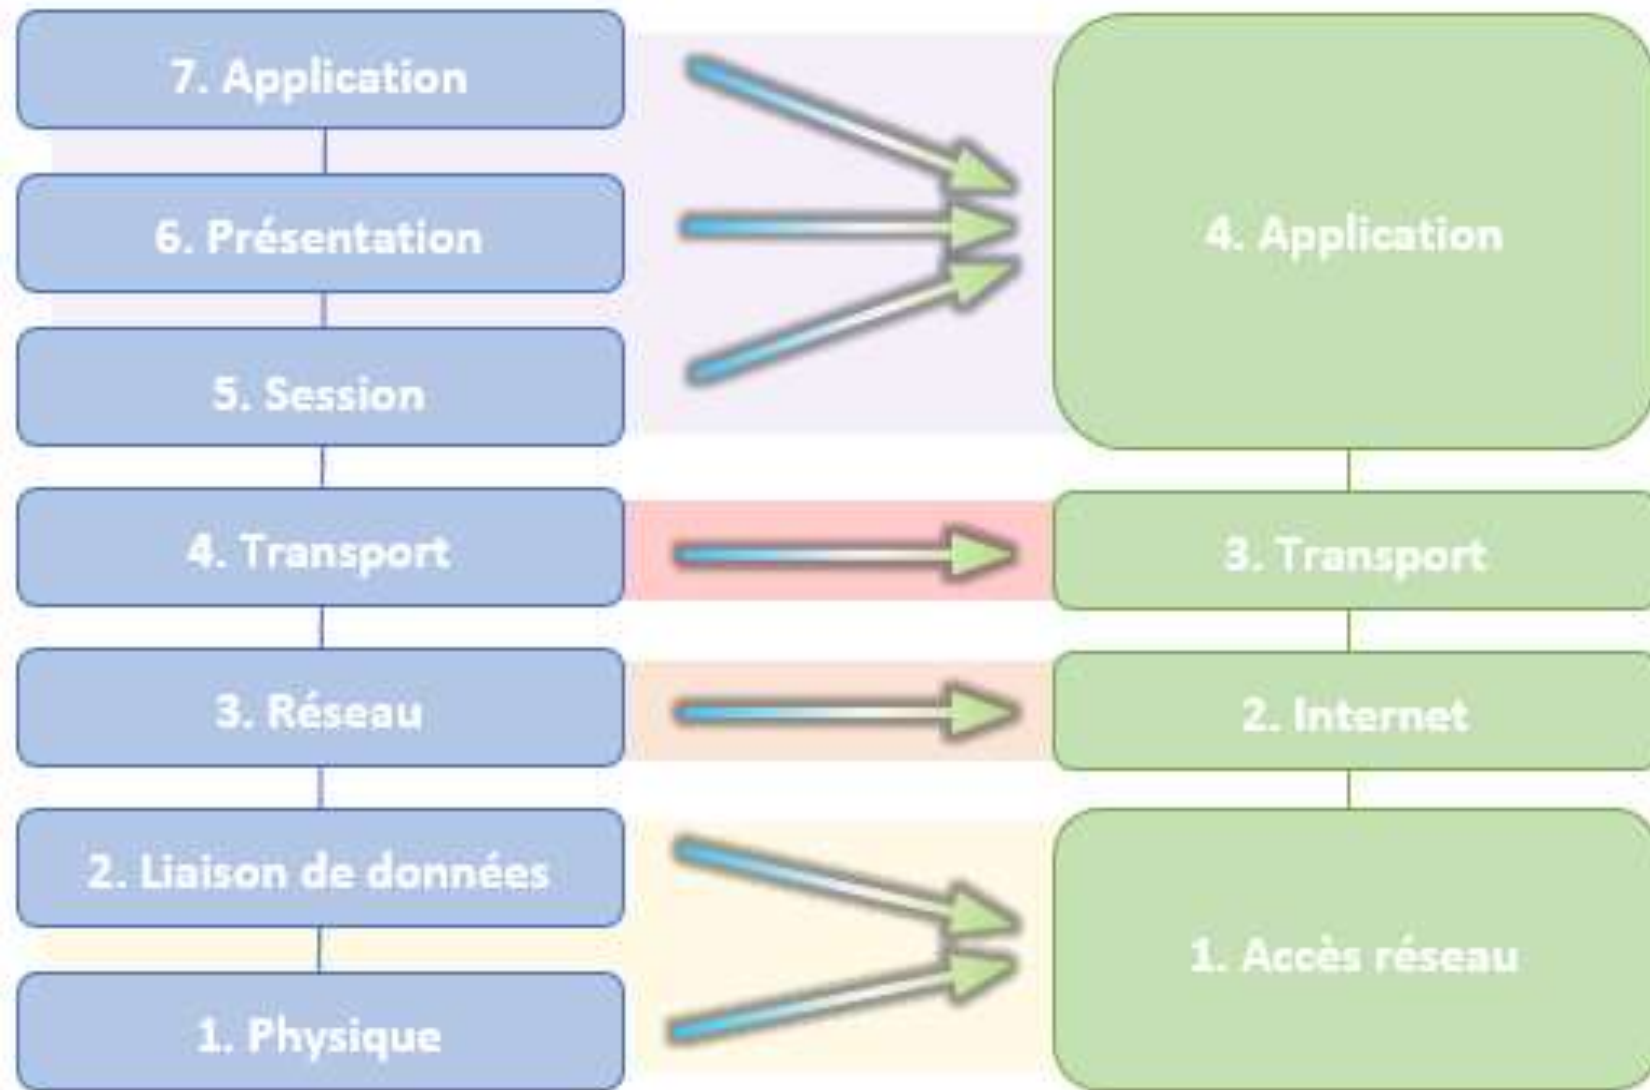 7. Application
6. Présentation
5. Session
4. Transport
3. Réseau
2. Liaison de données
1. Physique
4. Application
3. Transport
2. Internet
1. Accès réseau